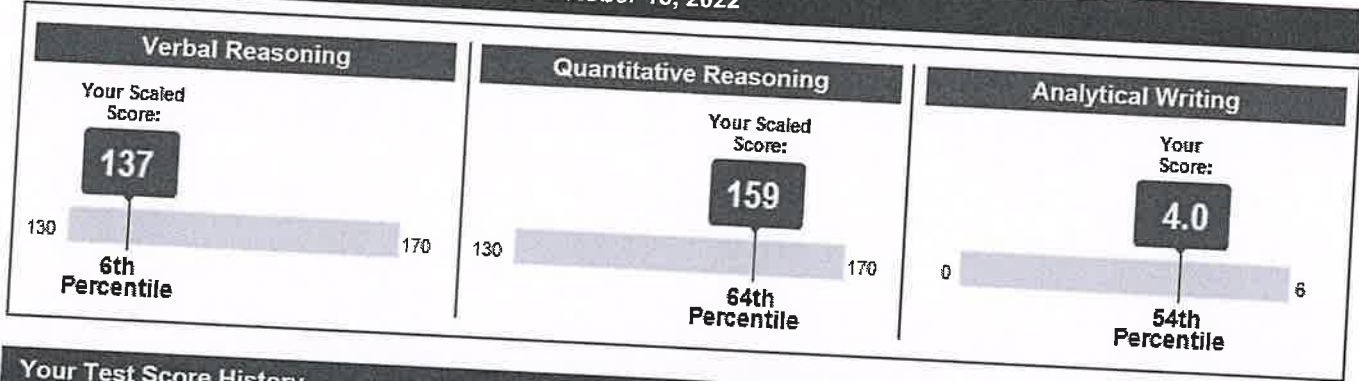 2022
Verbal Reasoning
Your Scaled
Score:
137
130
170
6th
Percentile
Quantitative Reasoning
Your Scaled
Score:
159
130
170
64th
Percentile
Analytical Writing
Your
Score:
4.0
0
6
54th
Percentile
Your Test Score History